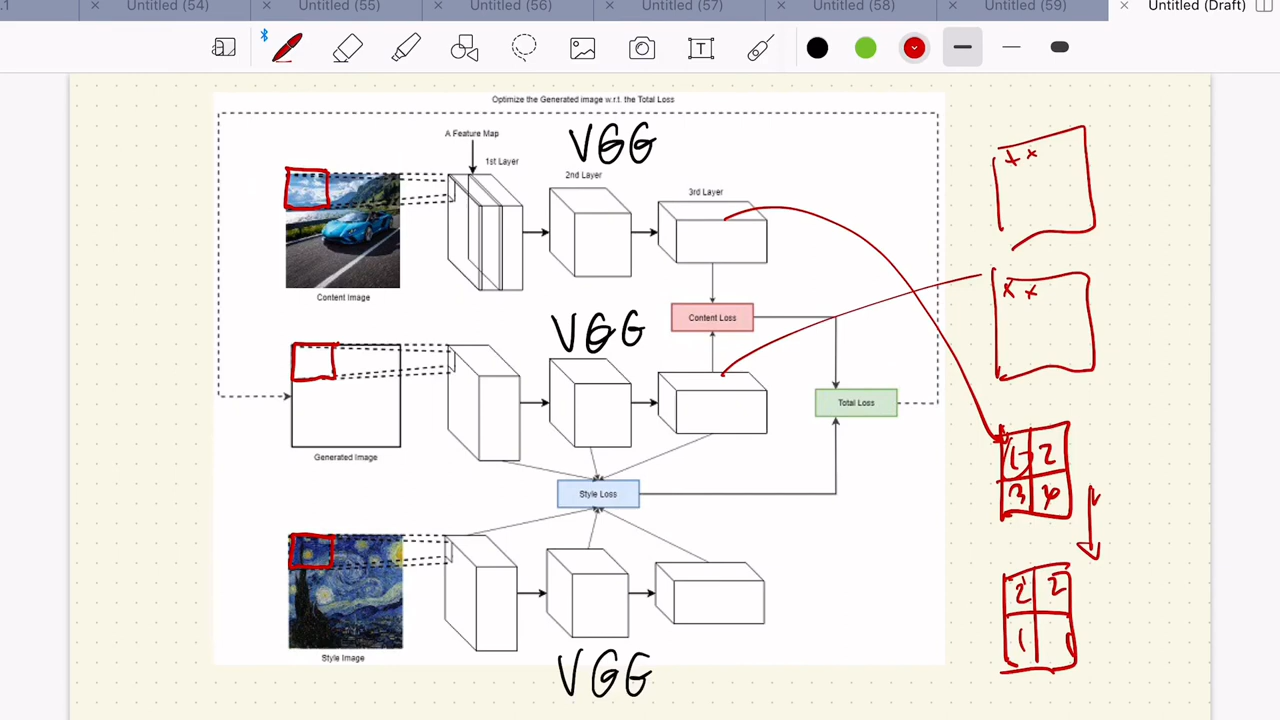 .1
Untitled (54)
Untitled (55)
Untitled (56)
Untitled (57)
Untitled (58)
Untitled (59)
Untitled (Draft)
T
Optimize the Generated image w.r.t. the Total Loss
A Feature Map
VGG
1st Layer
2nd Layer
3rd Layer
Content Image
Content Loss
VGG
Total Loss
Generated Image
1 2
3 4
Style Loss
2 2
1
Style Image
VGG